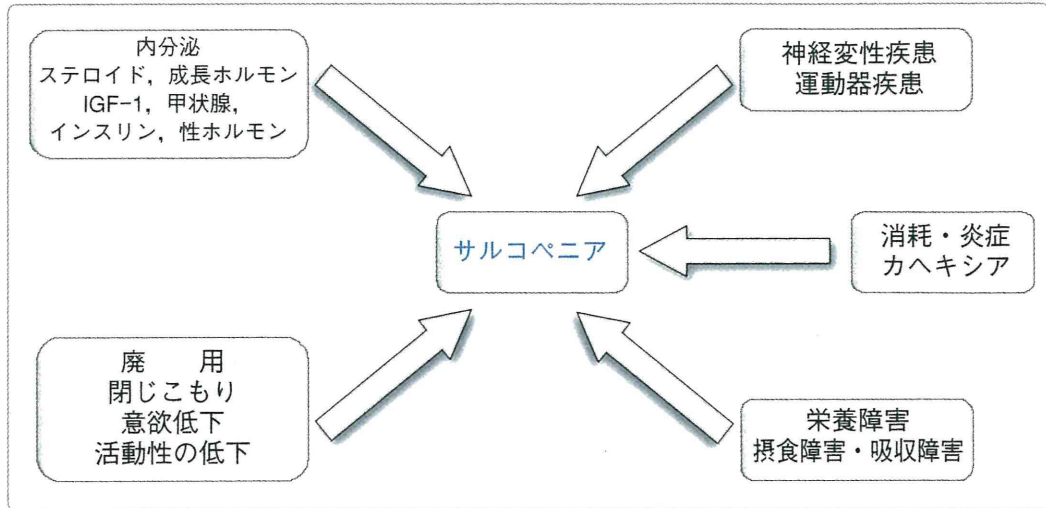 内分泌
ステロイド，成長ホルモン
IGF-1，甲状腺，
インスリン，性ホルモン
神経変性疾患
運動器疾患
サルコペニア
消耗・炎症
カヘキシア
廃　　用
閉じこもり
意欲低下
活動性の低下
栄養障害
摂食障害・吸収障害